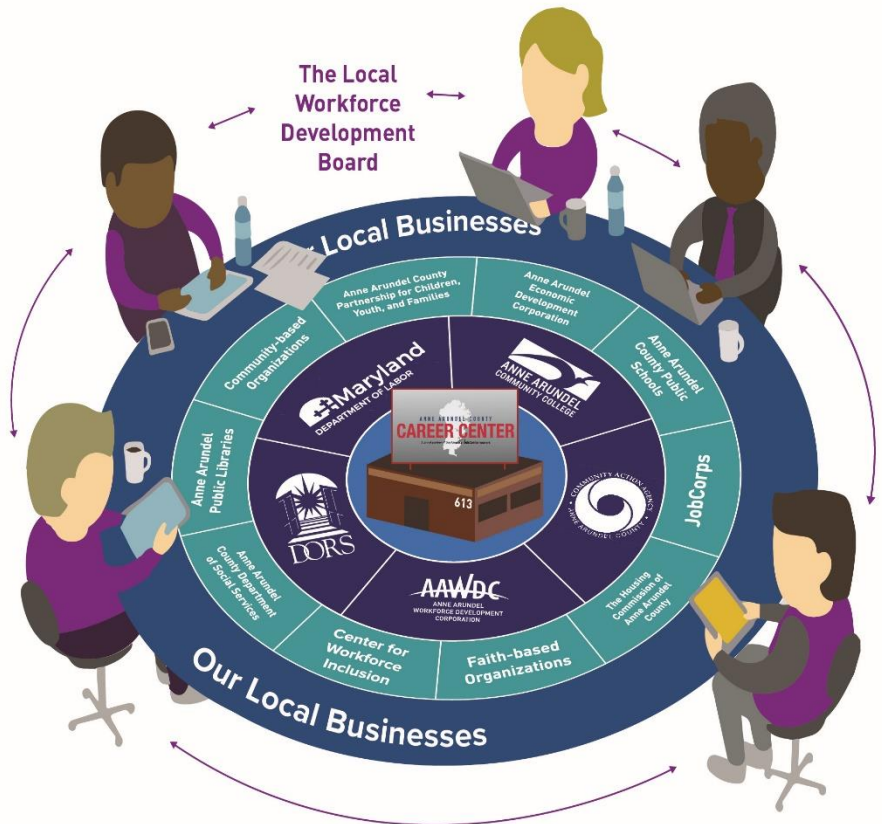 The Local
Workforce
Development
Board
r Local Businesses
Anne Arundel County
Partnership for Children,
Youth, and Families
Anne Arundel
Economic
Development
Corporation
Community-based
Organizations
Anne Arundel
County Public
Schools
Maryland
DEPARTMENT OF LABOR
ANNE ARUNDEL
COMMUNITY COLLEGE
ANNE ARUNDEL COUNTY
CAREER CENTER
613
Anne Arundel
Public Libraries
JobCorps
DORS
COMMUNITY ACTION AGENCY
ANNE ARUNDEL COUNTY
AAWDC
ANNE ARUNDEL
WORKFORCE DEVELOPMENT
CORPORATION
Anne Arundel
County Department
of Social Services
The Housing
Commission of
Anne Arundel
County
Center for
Workforce
Inclusion
Faith-based
Organizations
Our Local Businesses